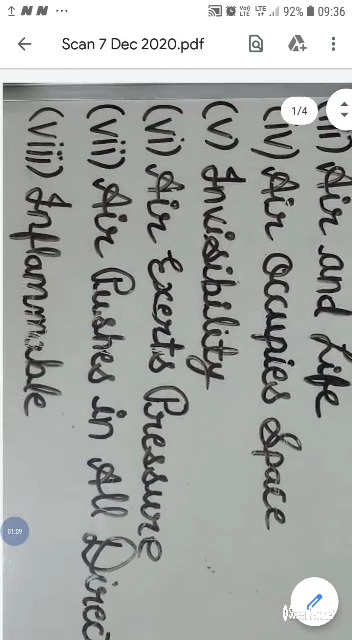 09:36
92%
Scan 7 Dec 2020.pdf
1/4
Air and Life
(iv) Air Occupies Space
(v) Invisibility
(vi) Air Exerts Pressure
(vii) Air Rushes in All Direc
(viii) Inflammable
01:09